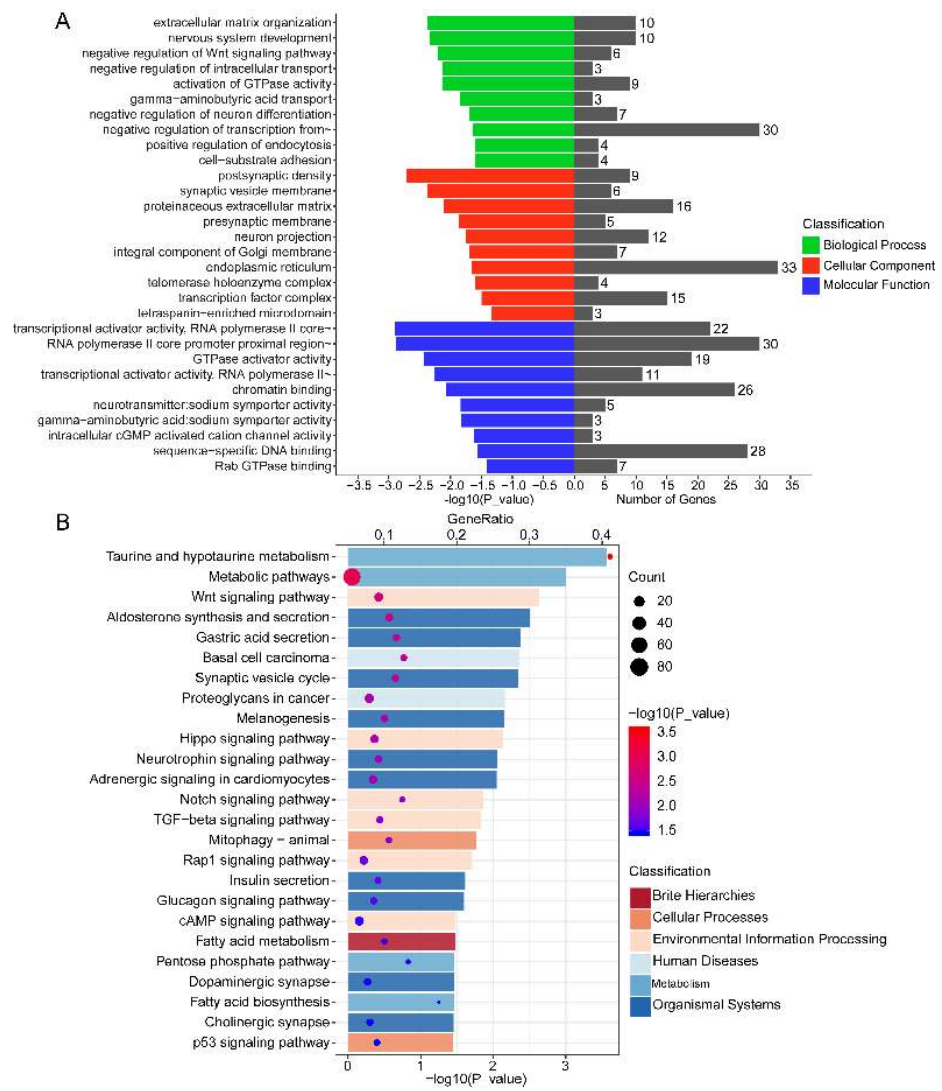 A
extracellular matrix organization 10
nervous system development 10
negative regulation of Wnt signaling pathway 6
negative regulation of intracellular transport 3
activation of GTPase activity 9
gamma-aminobutyric acid transport 3
negative regulation of neuron differentiation 7
negative regulation of transcription from~ 30
positive regulation of endocytosis 4
cell-substrate adhesion 4
postsynaptic density 9
synaptic vesicle membrane 6
proteinaceous extracellular matrix 16
presynaptic membrane 5
neuron projection 12
integral component of Golgi membrane 7
endoplasmic reticulum 33
telomerase holoenzyme complex 4
transcription factor complex 15
tetraspanin-enriched microdomain 3
transcriptional activator activity, RNA polymerase II core~ 22
RNA polymerase II core promoter proximal region~ 30
GTPase activator activity 19
transcriptional activator activity, RNA polymerase II~ 11
chromatin binding 26
neurotransmitter:sodium symporter activity 5
gamma-aminobutyric acid:sodium symporter activity 3
intracellular cGMP activated cation channel activity 3
sequence-specific DNA binding 28
Rab GTPase binding 7
-3.5 -3.0 -2.5 -2.0 -1.5 -1.0 -0.5 0.0 5 10 15 20 25 30 35
-log10(P_value) Number of Genes
Classification
Biological Process
Cellular Component
Molecular Function
B
GeneRatio
0.1 0.2 0.3 0.4
Taurine and hypotaurine metabolism
Metabolic pathways
Wnt signaling pathway
Aldosterone synthesis and secretion
Gastric acid secretion
Basal cell carcinoma
Synaptic vesicle cycle
Proteoglycans in cancer
Melanogenesis
Hippo signaling pathway
Neurotrophin signaling pathway
Adrenergic signaling in cardiomyocytes
Notch signaling pathway
TGF-beta signaling pathway
Mitophagy - animal
Rap1 signaling pathway
Insulin secretion
Glucagon signaling pathway
cAMP signaling pathway
Fatty acid metabolism
Pentose phosphate pathway
Dopaminergic synapse
Fatty acid biosynthesis
Cholinergic synapse
p53 signaling pathway
0 1 2 3
-log10(P_value)
Count
20
40
60
80
-log10(P_value)
3.5
3.0
2.5
2.0
1.5
Classification
Brite Hierarchies
Cellular Processes
Environmental Information Processing
Human Diseases
Metabolism
Organismal Systems